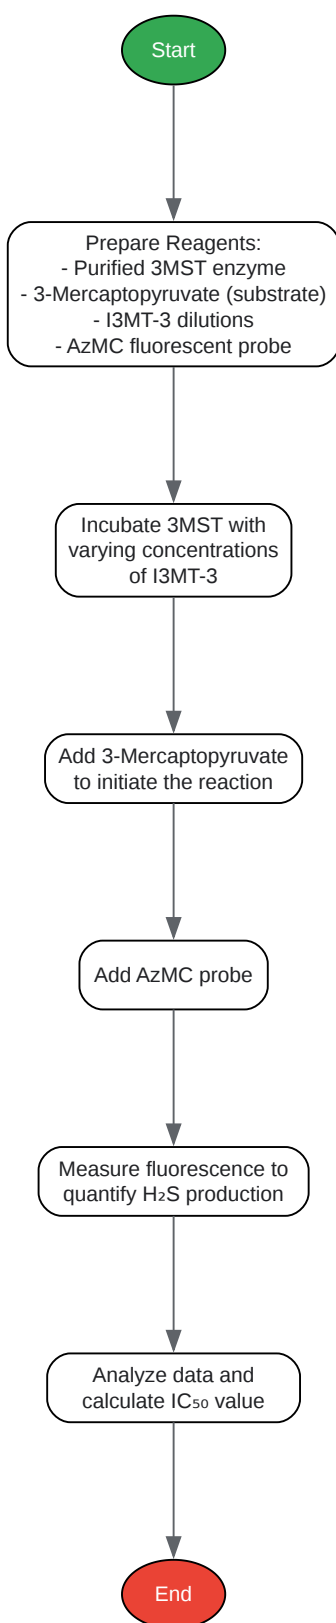 Start
Prepare Reagents:
- Purified 3MST enzyme
- 3-Mercaptopyruvate (substrate)
- I3MT-3 dilutions
- AzMC fluorescent probe
Incubate 3MST with
varying concentrations
of I3MT-3
Add 3-Mercaptopyruvate
to initiate the reaction
Add AzMC probe
Measure fluorescence to
quantify H₂S production
Analyze data and
calculate IC₅₀ value
End